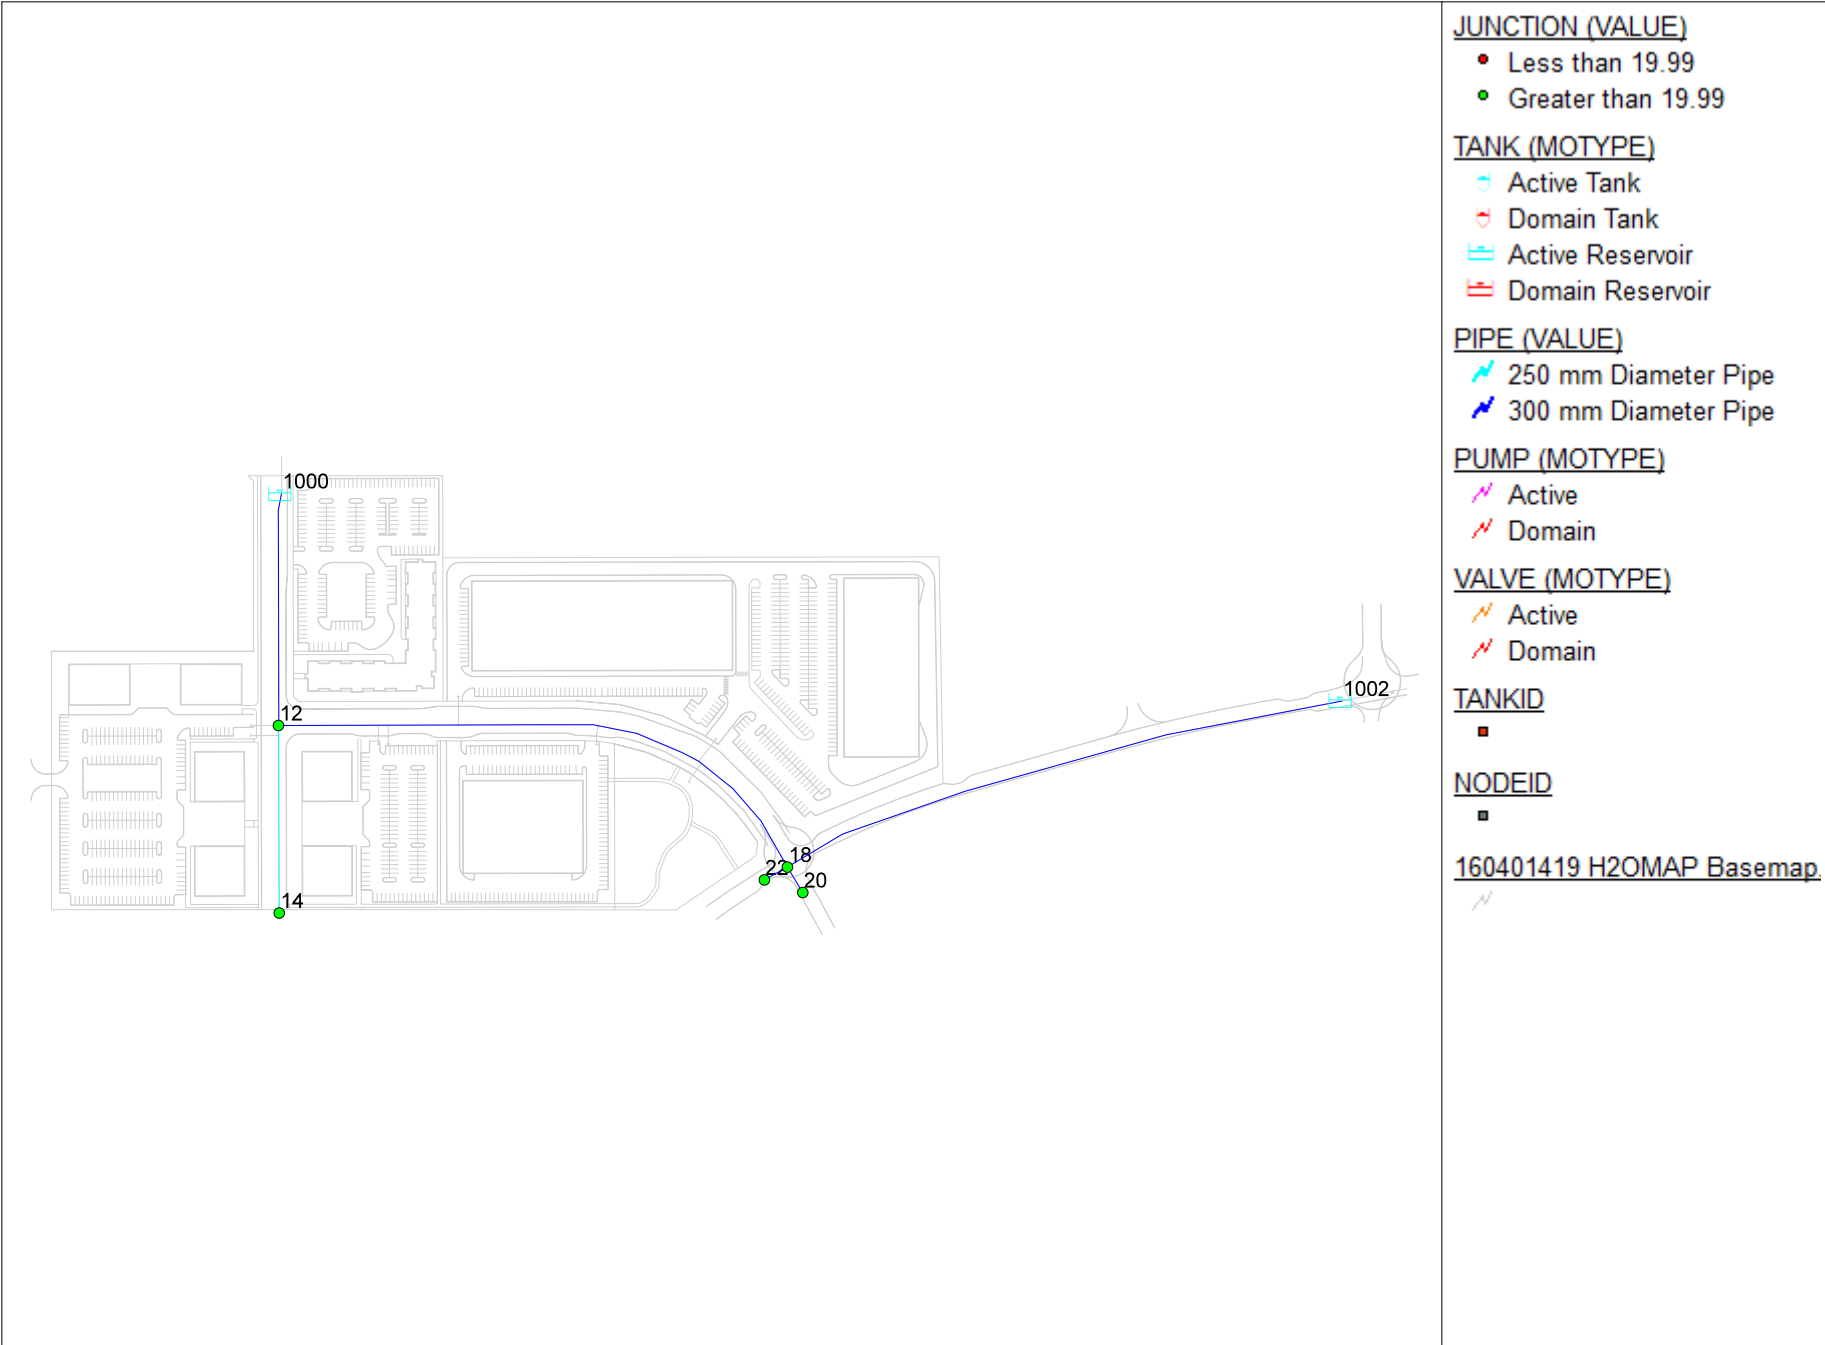 JUNCTION (VALUE)
Less than 19.99
Greater than 19.99
TANK (MOTYPE)
Active Tank
Domain Tank
Active Reservoir
Domain Reservoir
PIPE (VALUE)
250 mm Diameter Pipe
300 mm Diameter Pipe
PUMP (MOTYPE)
Active
Domain
VALVE (MOTYPE)
Active
Domain
TANKID
NODEID
160401419 H2OMAP Basemap.
1000
1002
12
18
22
20
14